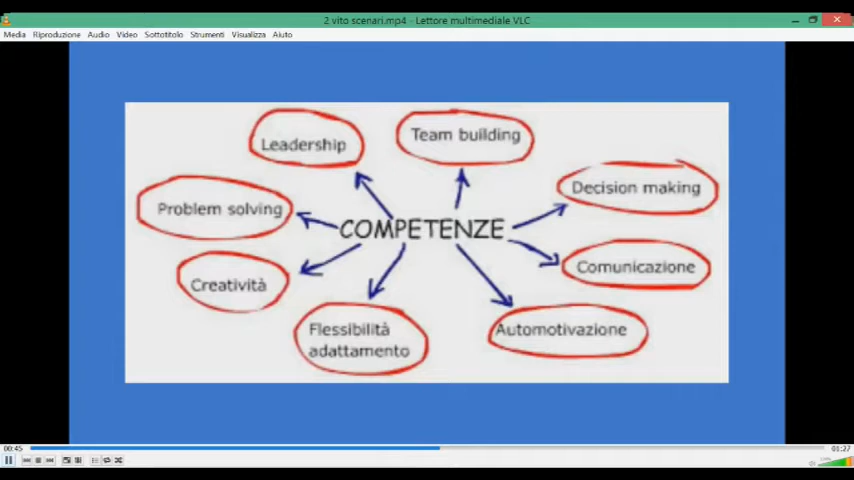 2 vito scenari.mp4 - Lettore multimediale VLC
Media Riproduzione Audio Video Sottotitolo Strumenti Visualizza Aiuto
Leadership
Team building
Problem solving
Decision making
COMPETENZE
Creatività
Comunicazione
Flessibilità
adattamento
Automotivazione
00:45
01:27